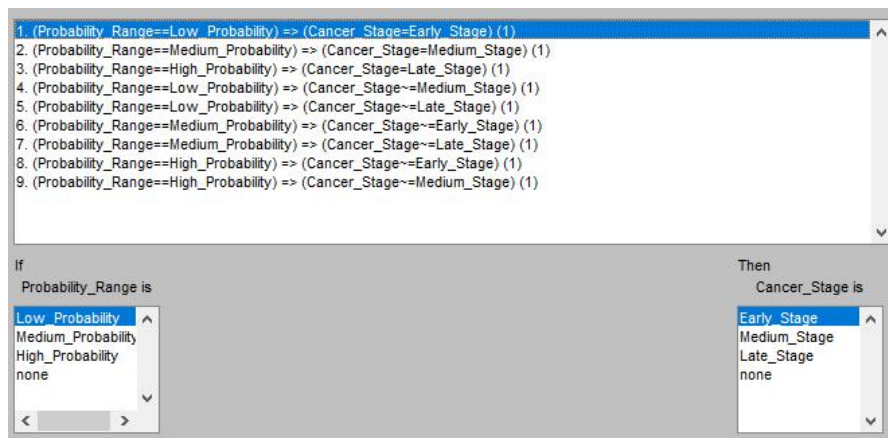 1. (Probability_Range==Low_Probability) => (Cancer_Stage=Early_Stage) (1)
2. (Probability_Range==Medium_Probability) => (Cancer_Stage=Medium_Stage) (1)
3. (Probability_Range==High_Probability) => (Cancer_Stage=Late_Stage) (1)
4. (Probability_Range==Low_Probability) => (Cancer_Stage~=Medium_Stage) (1)
5. (Probability_Range==Low_Probability) => (Cancer_Stage~=Late_Stage) (1)
6. (Probability_Range==Medium_Probability) => (Cancer_Stage~=Early_Stage) (1)
7. (Probability_Range==Medium_Probability) => (Cancer_Stage~=Late_Stage) (1)
8. (Probability_Range==High_Probability) => (Cancer_Stage~=Early_Stage) (1)
9. (Probability_Range==High_Probability) => (Cancer_Stage~=Medium_Stage) (1)
If
Probability_Range is
Low_Probability
Medium_Probability
High_Probability
none
Then
Cancer_Stage is
Early_Stage
Medium_Stage
Late_Stage
none